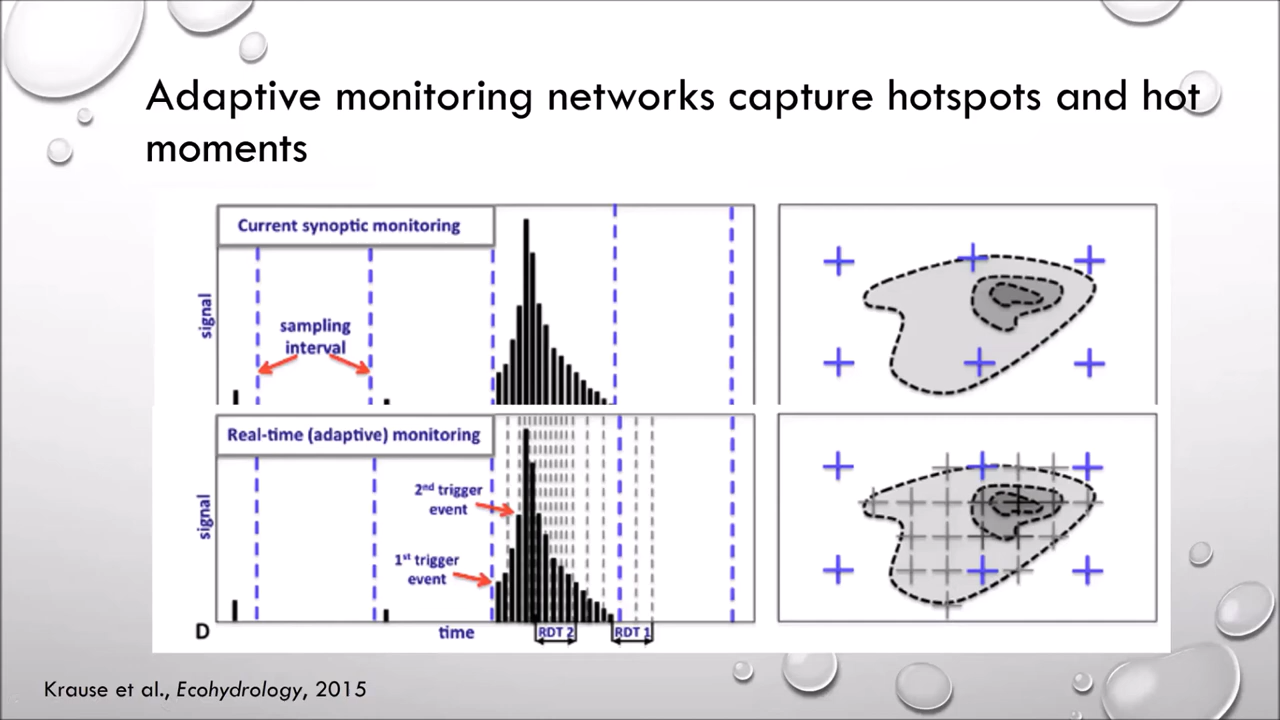 Adaptive monitoring networks capture hotspots and hot
moments
Current synoptic monitoring
signal
sampling
interval
Real-time (adaptive) monitoring
signal
2nd trigger
event
1st trigger
event
D
time
RDT 2
RDT 1
Krause et al., Ecohydrology, 2015